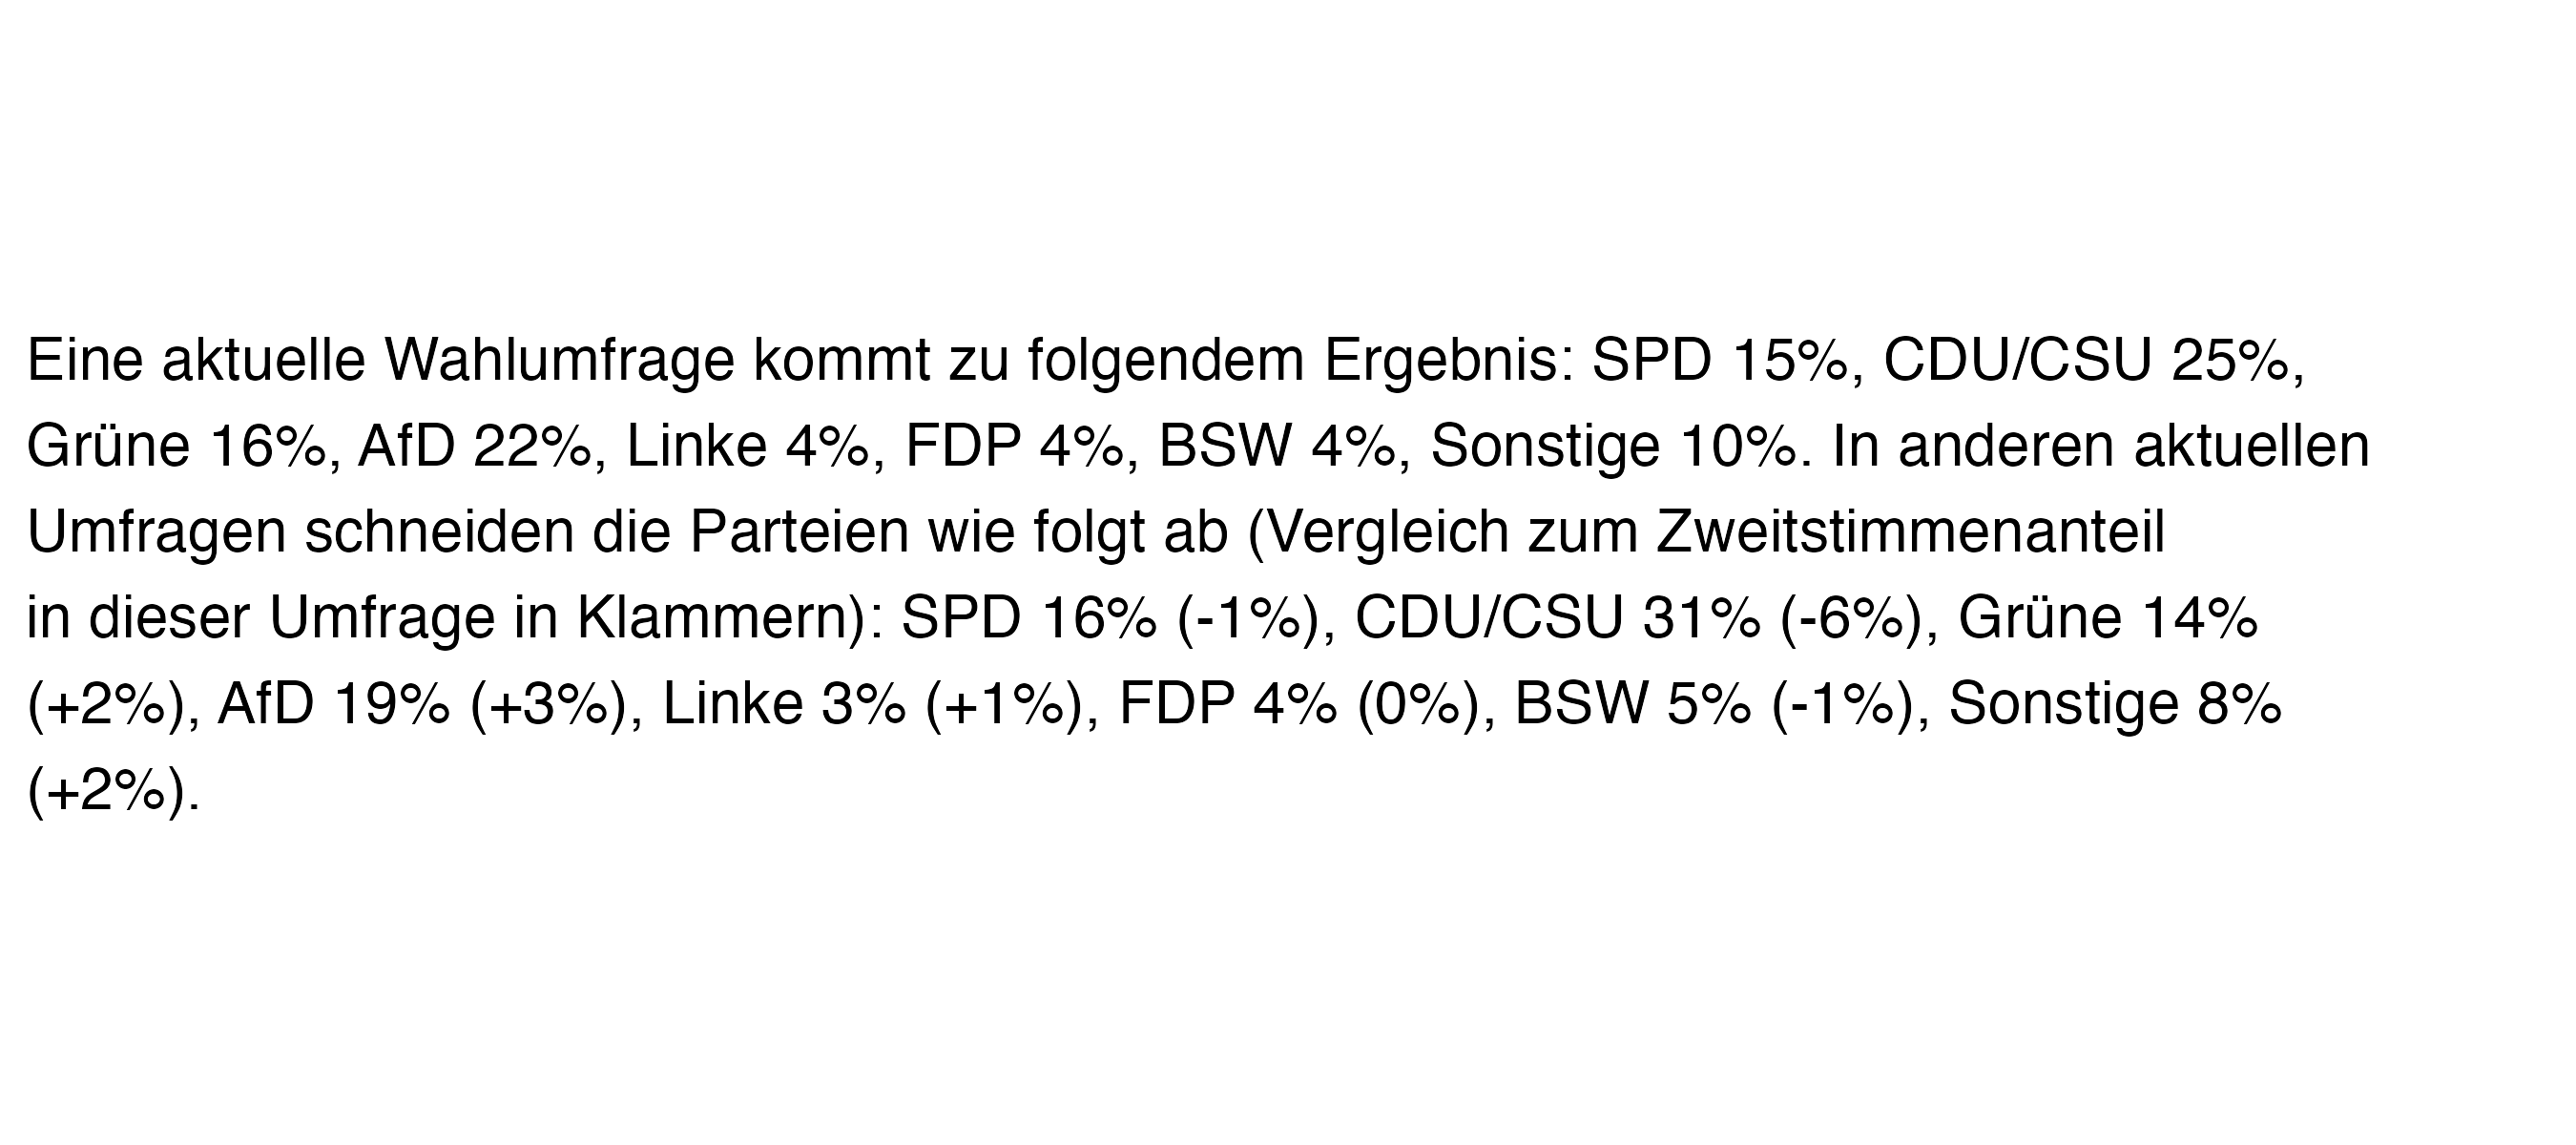 Eine aktuelle Wahlumfrage kommt zu folgendem Ergebnis: SPD 15%, CDU/CSU 25%,
Grüne 16%, AfD 22%, Linke 4%, FDP 4%, BSW 4%, Sonstige 10%. In anderen aktuellen
Umfragen schneiden die Parteien wie folgt ab (Vergleich zum Zweitstimmenanteil
in dieser Umfrage in Klammern): SPD 16% (-1%), CDU/CSU 31% (-6%), Grüne 14%
(+2%), AfD 19% (+3%), Linke 3% (+1%), FDP 4% (0%), BSW 5% (-1%), Sonstige 8%
(+2%).